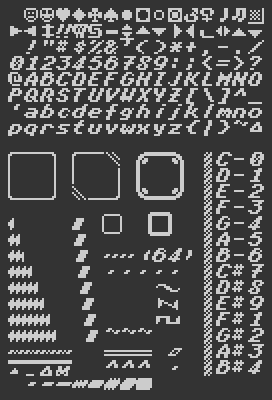 !"#$%&'()*+,-./
0123456789:;<=>?
@ABCDEFGHIJKLMNO
PQRSTUVWXYZ[\]^_
`abcdefghijklmno
pqrstuvwxyz{|}~
C-0
D-1
E-2
F-3
G-4
A-5
(64) B-6
C#7
D#8
E#9
F#1
G#2
A#3
B#4